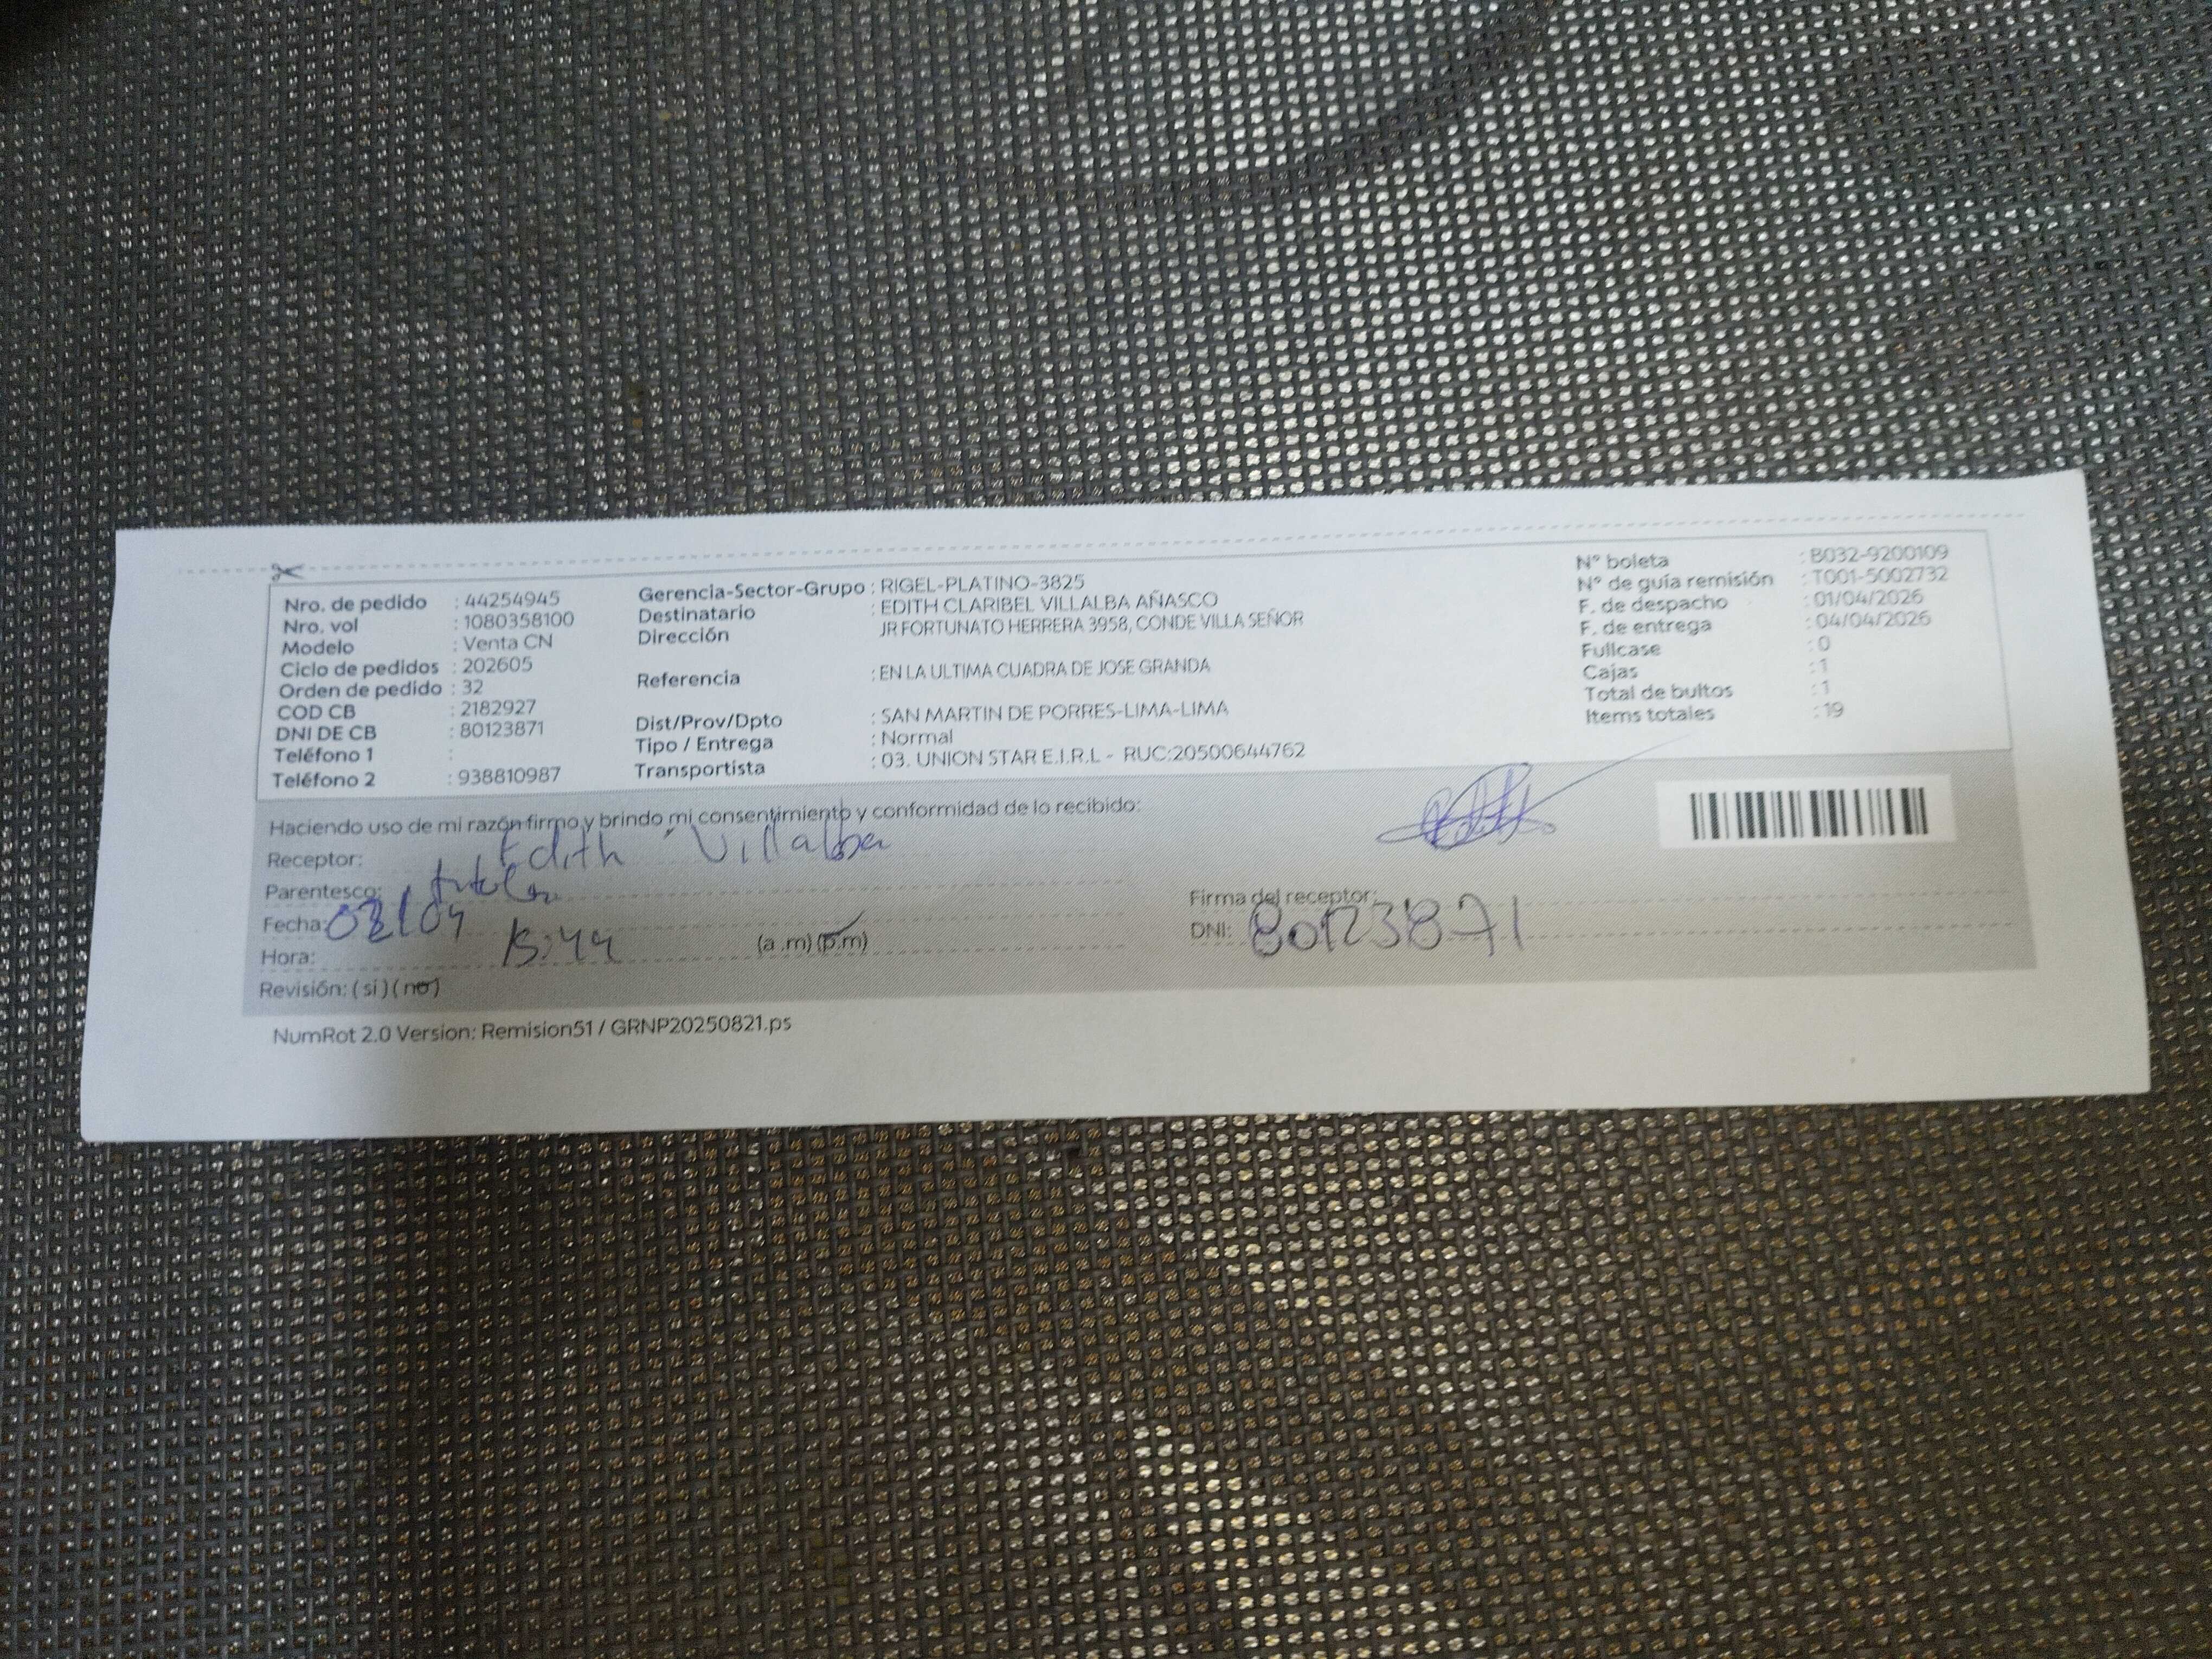 Nro. de pedido : 44254945
Nro. vol : 1080358100
Modelo : Venta CN
Ciclo de pedidos : 202605
Orden de pedido : 32
COD CB : 2182927
DNI DE CB : 80123871
Teléfono 1 :
Teléfono 2 : 938810987
Gerencia-Sector-Grupo : RIGEL-PLATINO-3825
Destinatario : EDITH CLARIBEL VILLALBA AÑASCO
Dirección JR FORTUNATO HERRERA 3958, CONDE VILLA SEÑOR
Referencia : EN LA ULTIMA CUADRA DE JOSE GRANDA
Dist/Prov/Dpto : SAN MARTIN DE PORRES-LIMA-LIMA
Tipo / Entrega : Normal
Transportista : 03. UNION STAR E.I.R.L - RUC:20500644762
N° boleta : B032-9200109
N° de guía remisión : T001-5002732
F. de despacho : 01/04/2026
F. de entrega : 04/04/2026
Fullcase : 0
Cajas : 1
Total de bultos : 1
Items totales : 19
Haciendo uso de mi razón firmo y brindo mi consentimiento y conformidad de lo recibido:
Receptor: Edith Villalba
Parentesco: titular
Fecha: /04
Hora: 15:44 (a .m) (p.m)
Revisión: (si) (no)
Firma del receptor:
DNI: 80123871
NumRot 2.0 Version: Remision51 / GRNP20250821.ps